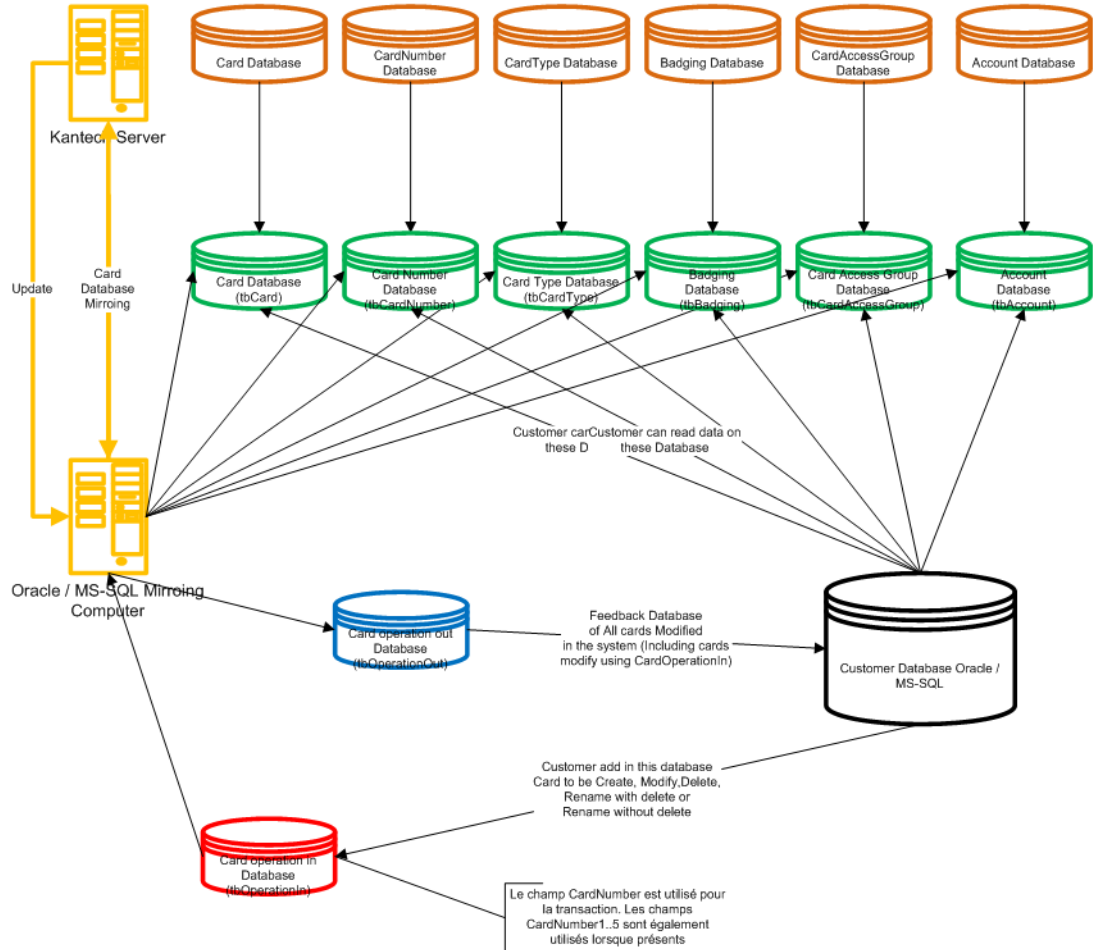 Card Database
CardNumber
Database
CardType Database
Badging Database
CardAccessGroup
Database
Account Database
Kantech Server
Update
Card
Database
Mirroing
Card Database
(tbCard)
Card Number
Database
(tbCardNumber)
Card Type Database
(tbCardType)
Badging
Database
(tbBadging)
Card Access Group
Database
(tbCardAccessGroup)
Account
Database
(tbAccount)
Customer can
these D
Customer can read data on
these Database
Oracle / MS-SQL Mirroing
Computer
Card operation out
Database
(tbOperationOut)
Feedback Database
of All cards Modified
in the system (Including cards
modify using CardOperationIn)
Customer Database Oracle /
MS-SQL
Customer add in this database
Card to be Create, Modify,Delete,
Rename with delete or
Rename without delete
Card operation In
Database
(tbOperationIn)
Le champ CardNumber est utilisé pour
la transaction. Les champs
CardNumber1..5 sont également
utilisés lorsque présents